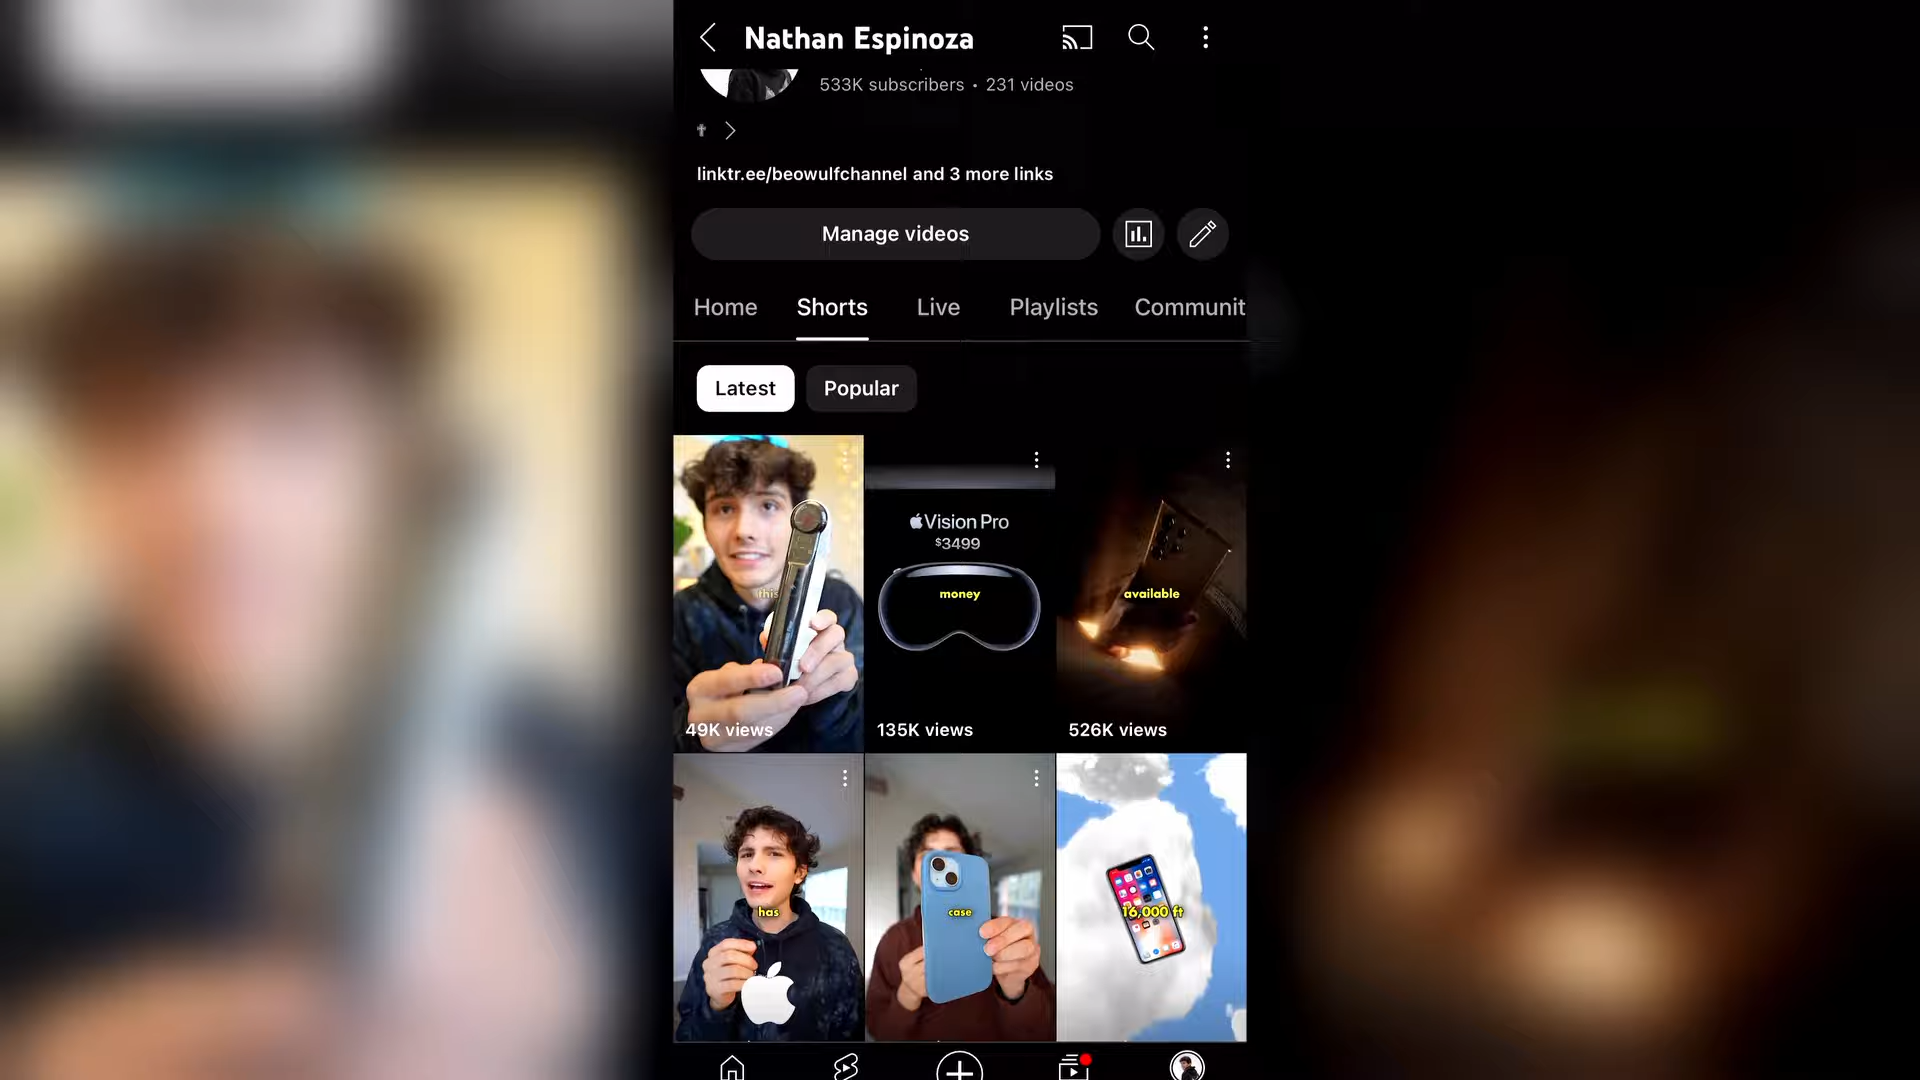 Nathan Espinoza
533K subscribers • 231 videos
linktr.ee/beowulfchannel and 3 more links
Manage videos
Home Shorts Live Playlists Communit
Latest Popular
this
Vision Pro
$3499
money
available
49K views
135K views
526K views
has
case
16,000 ft